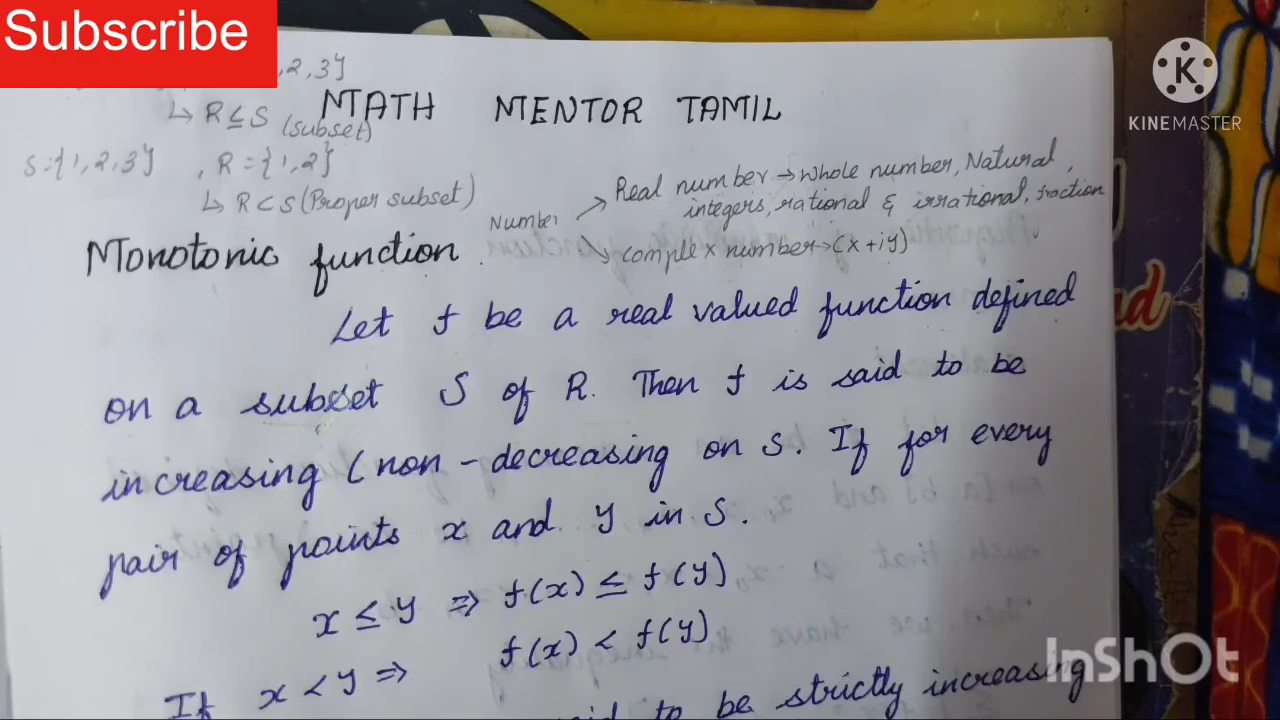 Subscribe
,2,3}
↳ R ⊆ S (subset)
MATH MENTOR TAMIL
S={1,2,3} , R={1,2}
↳ R ⊂ S (Proper subset)
Number
Real number → Whole number, Natural,
integers, rational & irrational, fraction
complex number → (x+iy)
Monotonic function
Let f be a real valued function defined
on a subset S of R. Then f is said to be
increasing (non-decreasing on S. If for every
pair of points x and y in S.
x ≤ y ⇒ f(x) ≤ f(y)
If x < y ⇒ f(x) < f(y)
to be strictly increasing
K
KINEMASTER
InShOt